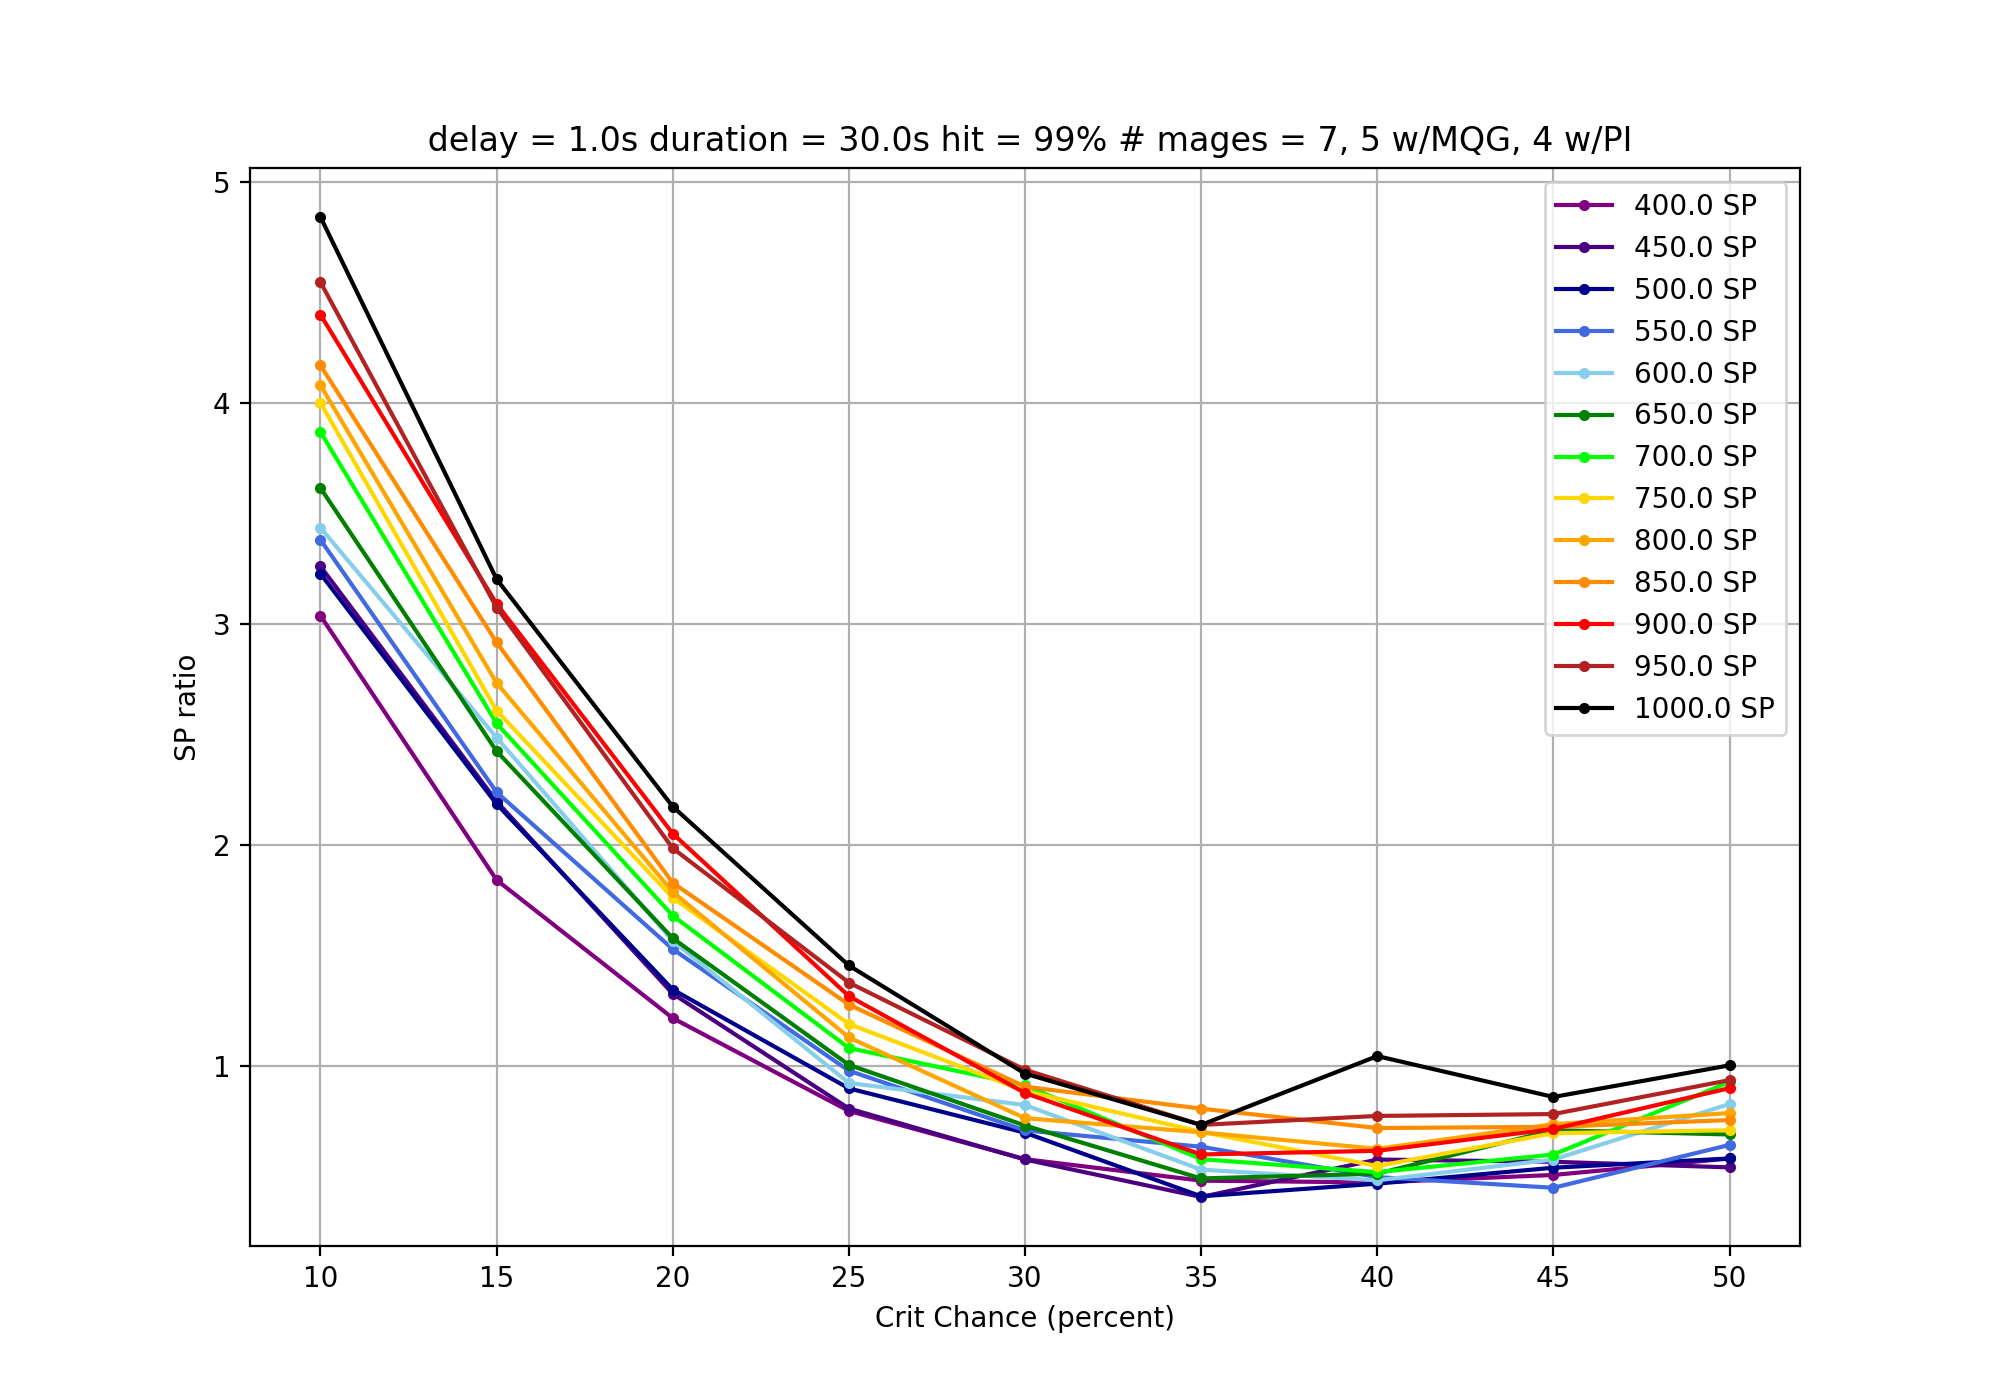 delay = 1.0s duration = 30.0s hit = 99% # mages = 7, 5 w/MQG, 4 w/PI
5
4
3
2
1
SP ratio
400.0 SP
450.0 SP
500.0 SP
550.0 SP
600.0 SP
650.0 SP
700.0 SP
750.0 SP
800.0 SP
850.0 SP
900.0 SP
950.0 SP
1000.0 SP
10 15 20 25 30 35 40 45 50
Crit Chance (percent)